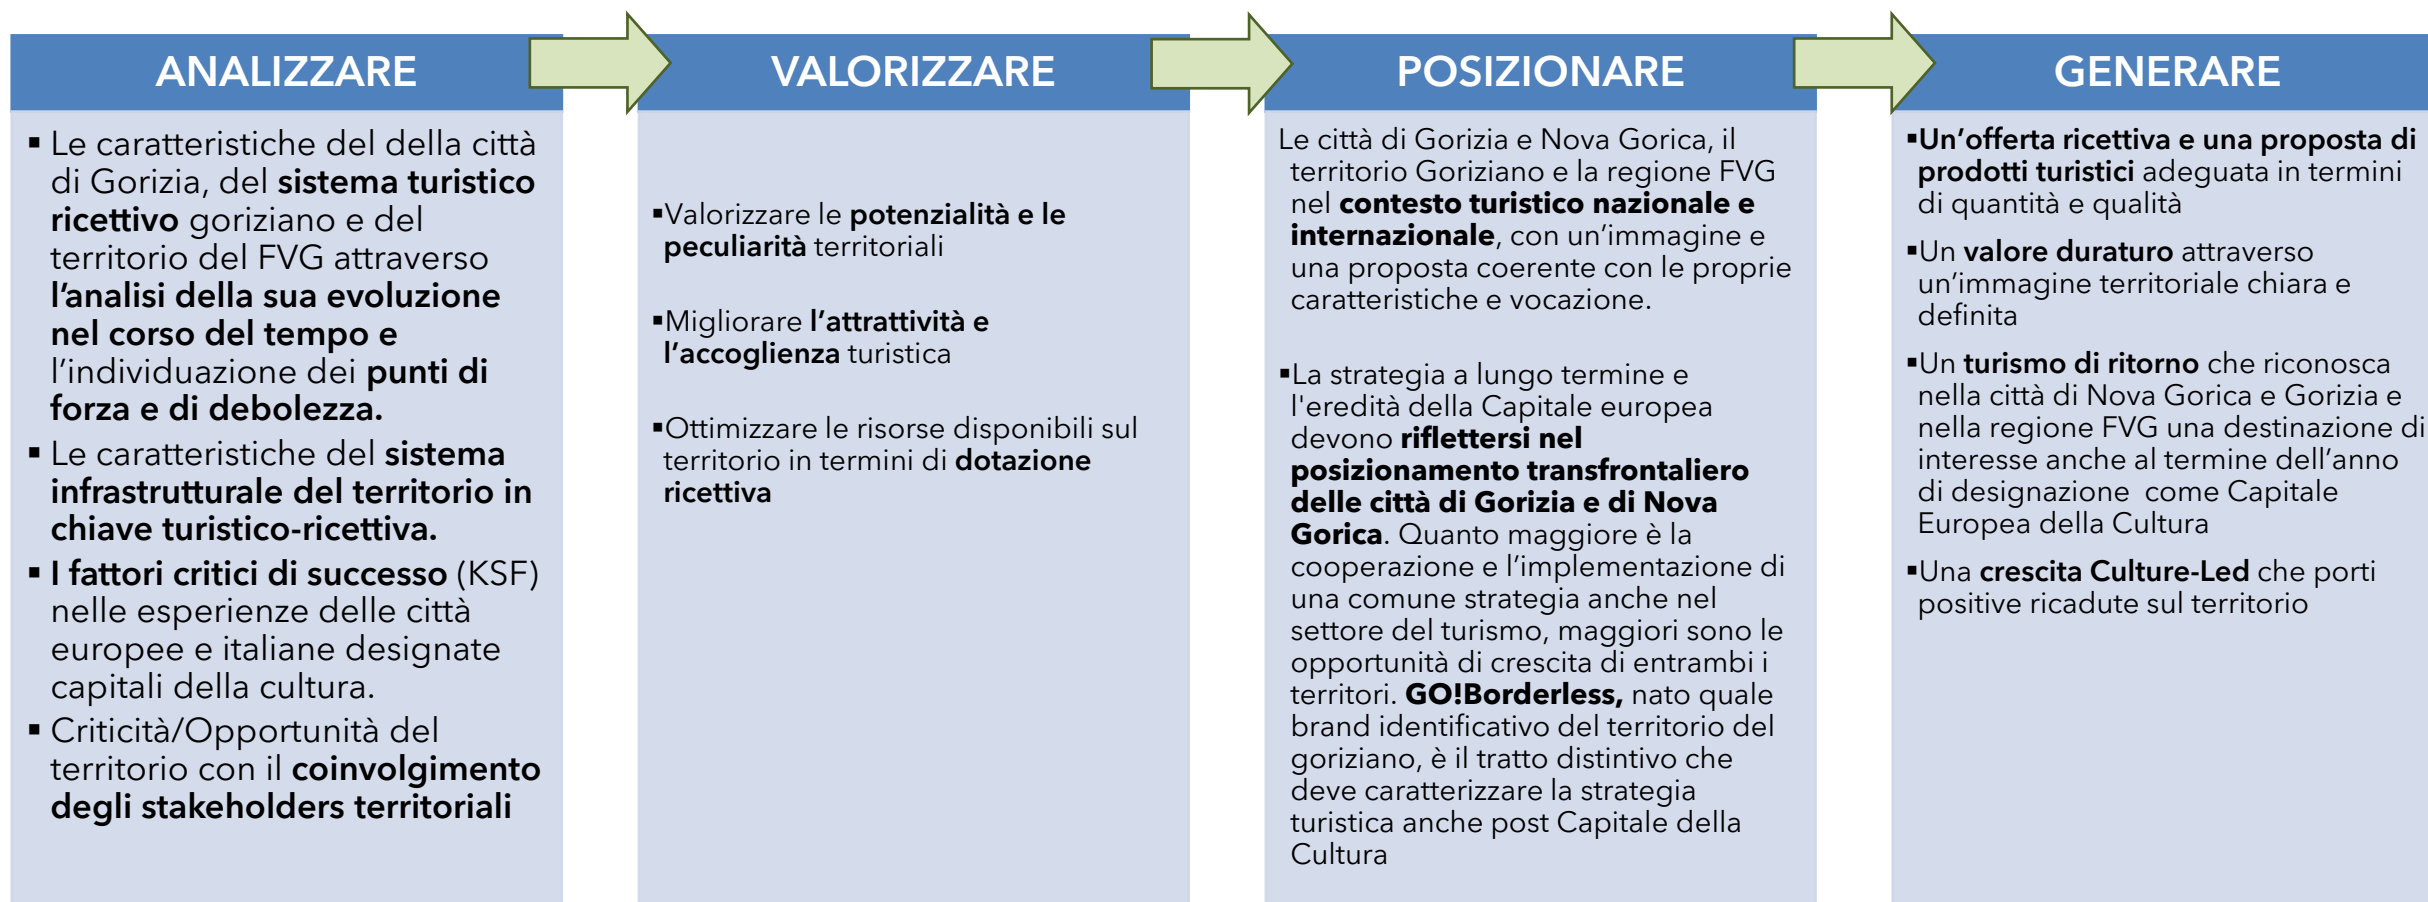 ANALIZZARE
▪ Le caratteristiche del della città
di Gorizia, del sistema turistico
ricettivo goriziano e del
territorio del FVG attraverso
l’analisi della sua evoluzione
nel corso del tempo e
l’individuazione dei punti di
forza e di debolezza.
▪ Le caratteristiche del sistema
infrastrutturale del territorio in
chiave turistico-ricettiva.
▪ I fattori critici di successo (KSF)
nelle esperienze delle città
europee e italiane designate
capitali della cultura.
▪ Criticità/Opportunità del
territorio con il coinvolgimento
degli stakeholders territoriali
VALORIZZARE
▪Valorizzare le potenzialità e le
peculiarità territoriali
▪Migliorare l’attrattività e
l’accoglienza turistica
▪Ottimizzare le risorse disponibili sul
territorio in termini di dotazione
ricettiva
POSIZIONARE
Le città di Gorizia e Nova Gorica, il
territorio Goriziano e la regione FVG
nel contesto turistico nazionale e
internazionale, con un’immagine e
una proposta coerente con le proprie
caratteristiche e vocazione.
▪La strategia a lungo termine e
l'eredità della Capitale europea
devono riflettersi nel
posizionamento transfrontaliero
delle città di Gorizia e di Nova
Gorica. Quanto maggiore è la
cooperazione e l’implementazione di
una comune strategia anche nel
settore del turismo, maggiori sono le
opportunità di crescita di entrambi i
territori. GO!Borderless, nato quale
brand identificativo del territorio del
goriziano, è il tratto distintivo che
deve caratterizzare la strategia
turistica anche post Capitale della
Cultura
GENERARE
▪Un’offerta ricettiva e una proposta di
prodotti turistici adeguata in termini
di quantità e qualità
▪Un valore duraturo attraverso
un’immagine territoriale chiara e
definita
▪Un turismo di ritorno che riconosca
nella città di Nova Gorica e Gorizia e
nella regione FVG una destinazione di
interesse anche al termine dell’anno
di designazione come Capitale
Europea della Cultura
▪Una crescita Culture-Led che porti
positive ricadute sul territorio